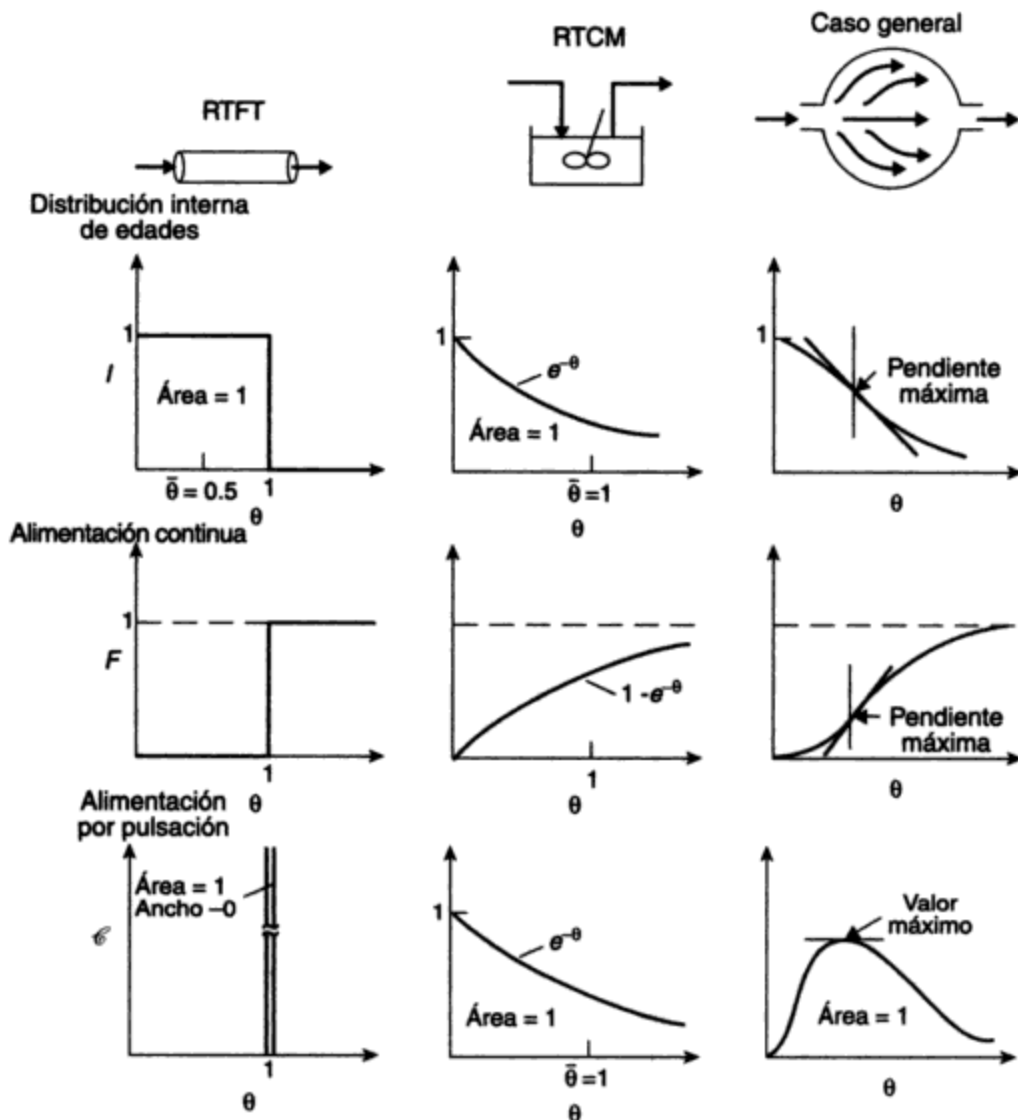 RTFT
RTCM
Caso general
Distribución interna
de edades
1
I
Área = 1
θ̄ = 0.5
1
θ
1
e^-θ
Área = 1
θ̄ =1
θ
1
Pendiente
máxima
θ
Alimentación continua
1
F
1
θ
1 - e^-θ
1
θ
Pendiente
máxima
θ
Alimentación
por pulsación
Área = 1
Ancho –0
𝒞
1
θ
1
e^-θ
Área = 1
θ̄ =1
θ
Valor
máximo
Área = 1
θ